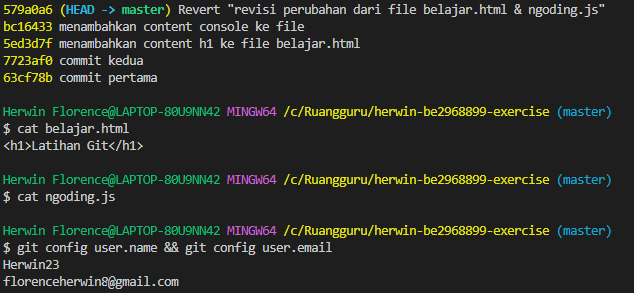 579a0a6 (HEAD -> master) Revert "revisi perubahan dari file belajar.html & ngoding.js"
bc16433 menambahkan content console ke file
5ed3d7f menambahkan content h1 ke file belajar.html
7723af0 commit kedua
63cf78b commit pertama
Herwin Florence@LAPTOP-80U9NN42 MINGW64 /c/Ruangguru/herwin-be2968899-exercise (master)
$ cat belajar.html
<h1>Latihan Git</h1>
Herwin Florence@LAPTOP-80U9NN42 MINGW64 /c/Ruangguru/herwin-be2968899-exercise (master)
$ cat ngoding.js
Herwin Florence@LAPTOP-80U9NN42 MINGW64 /c/Ruangguru/herwin-be2968899-exercise (master)
$ git config user.name && git config user.email
Herwin23
florenceherwin8@gmail.com